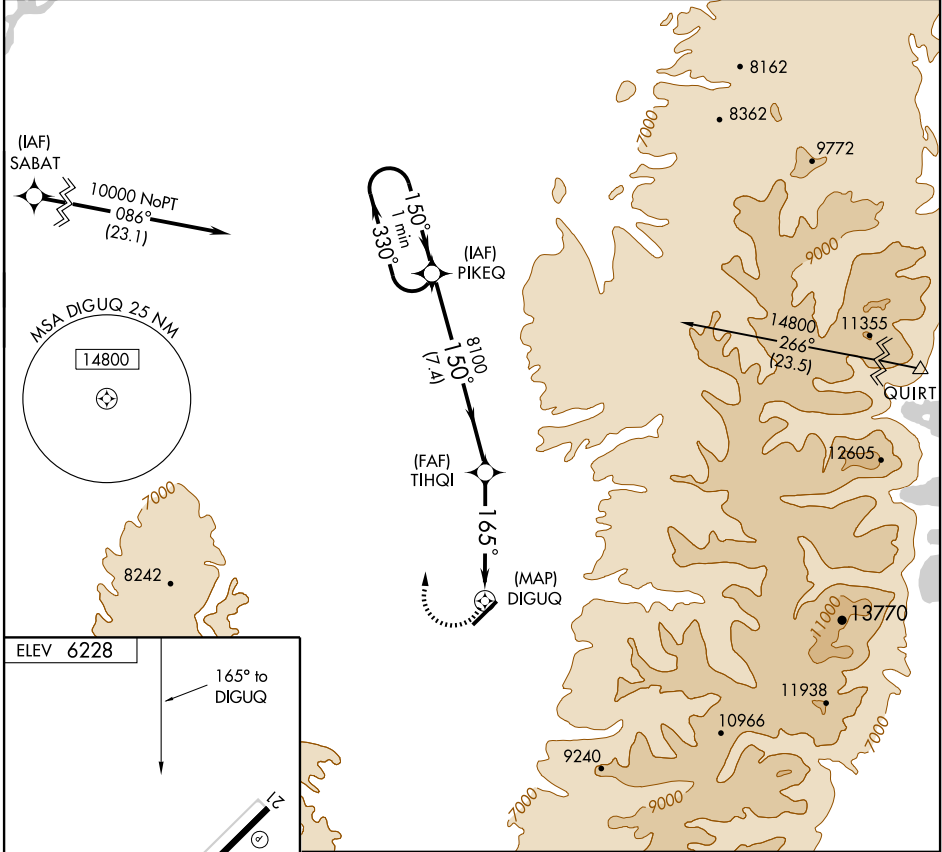 8162
8362
7000
9772
(IAF)
SABAT
10000 NoPT
086°
(23.1)
150°
1 min
330°
(IAF)
PIKEQ
9000
MSA DIGUQ 25 NM
14800
14800
266°
(23.5)
11355
QUIRT
8100
150°
(7.4)
(FAF)
TIHQI
12605
7000
165°
8242
(MAP)
DIGUQ
13770
11000
ELEV 6228
165° to
DIGUQ
11938
10966
9240
7000
7000
9000
21
P